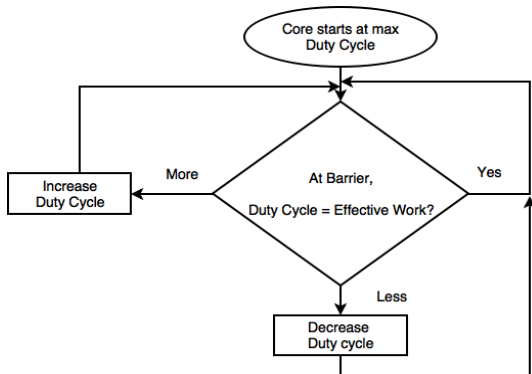 Core starts at max
Duty Cycle
More
Yes
At Barrier,
Increase
Duty Cycle
Duty Cycle = Effective Work?
Less
Decrease
Duty cycle